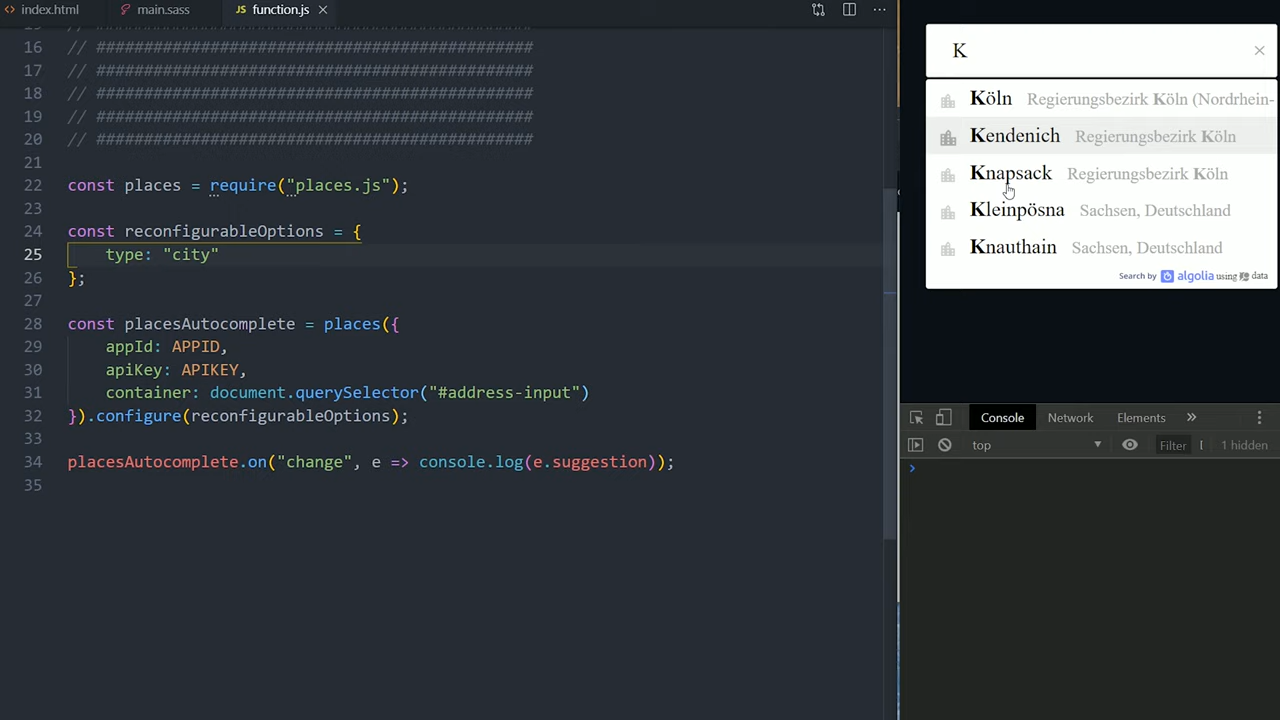 index.html
main.sass
JS function.js
16 // ##############################################
17 // ##############################################
18 // ##############################################
19 // ##############################################
20 // ##############################################
21
22 const places = require("places.js");
23
24 const reconfigurableOptions = {
25 type: "city"
26 };
27
28 const placesAutocomplete = places({
29 appId: APPID,
30 apiKey: APIKEY,
31 container: document.querySelector("#address-input")
32 }).configure(reconfigurableOptions);
33
34 placesAutocomplete.on("change", e => console.log(e.suggestion));
35
K
Köln Regierungsbezirk Köln (Nordrhein-
Kendenich Regierungsbezirk Köln
Knapsack Regierungsbezirk Köln
Kleinpösna Sachsen, Deutschland
Knauthain Sachsen, Deutschland
Search by algolia using data
Console Network Elements »
top Filter 1 hidden